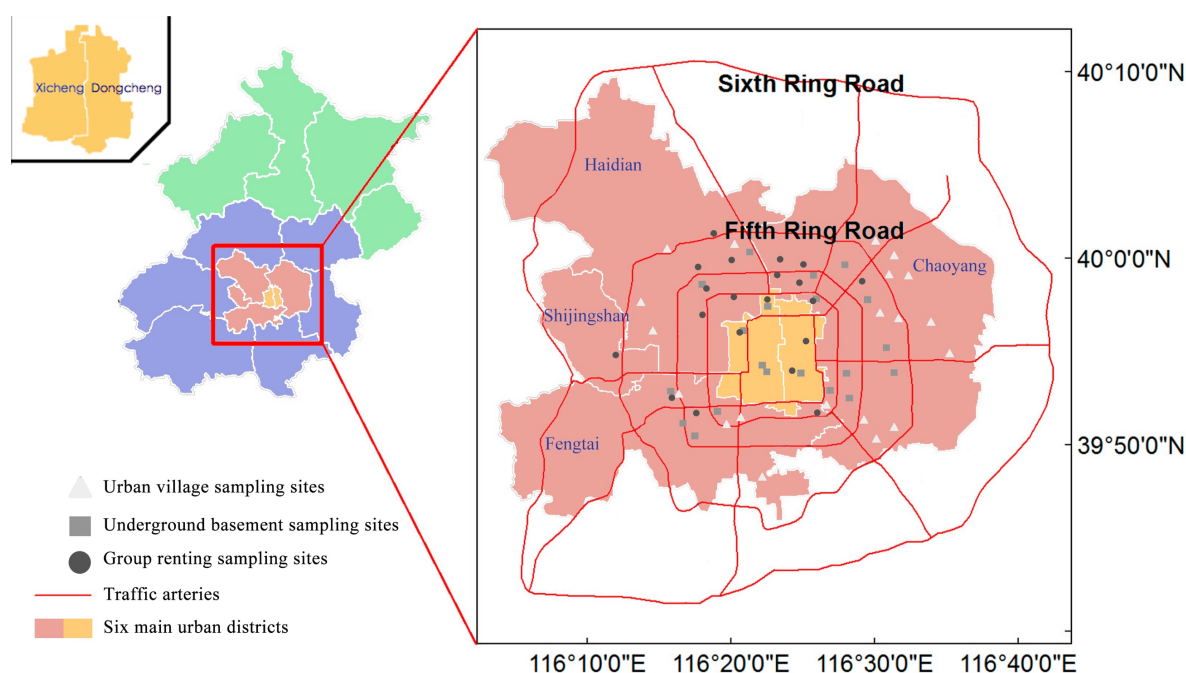 Xicheng Dongcheng
Sixth Ring Road
40°10'0"N
Haidian
Fifth Ring Road
40°0'0"N
Chaoyang
Shijingshan
Fengtai
39°50'0"N
Urban village sampling sites
Underground basement sampling sites
Group renting sampling sites
Traffic arteries
Six main urban districts
116°10'0"E 116°20'0"E 116°30'0"E 116°40'0"E